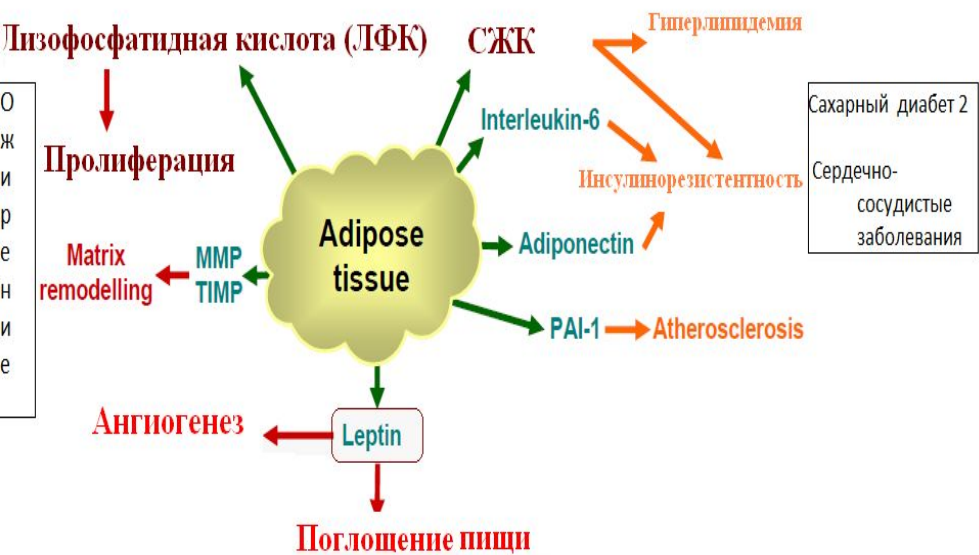 Лизофосфатидная кислота (ЛФК)
СЖК
Гиперлипидемия
О
ж
и
р
е
н
и
е
Пролиферация
Interleukin-6
Инсулинорезистентность
Сахарный диабет 2
Сердечно-
сосудистые
заболевания
Adipose
tissue
Adiponectin
Matrix
remodelling
MMP
TIMP
PAI-1
Atherosclerosis
Ангиогенез
Leptin
Поглощение пищи